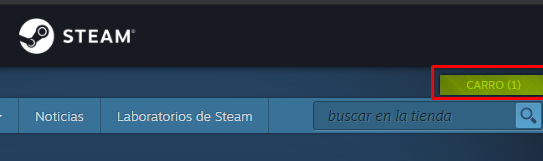 STEAM®
CARRO (1)
Noticias
Laboratorios de Steam
buscar en la tienda